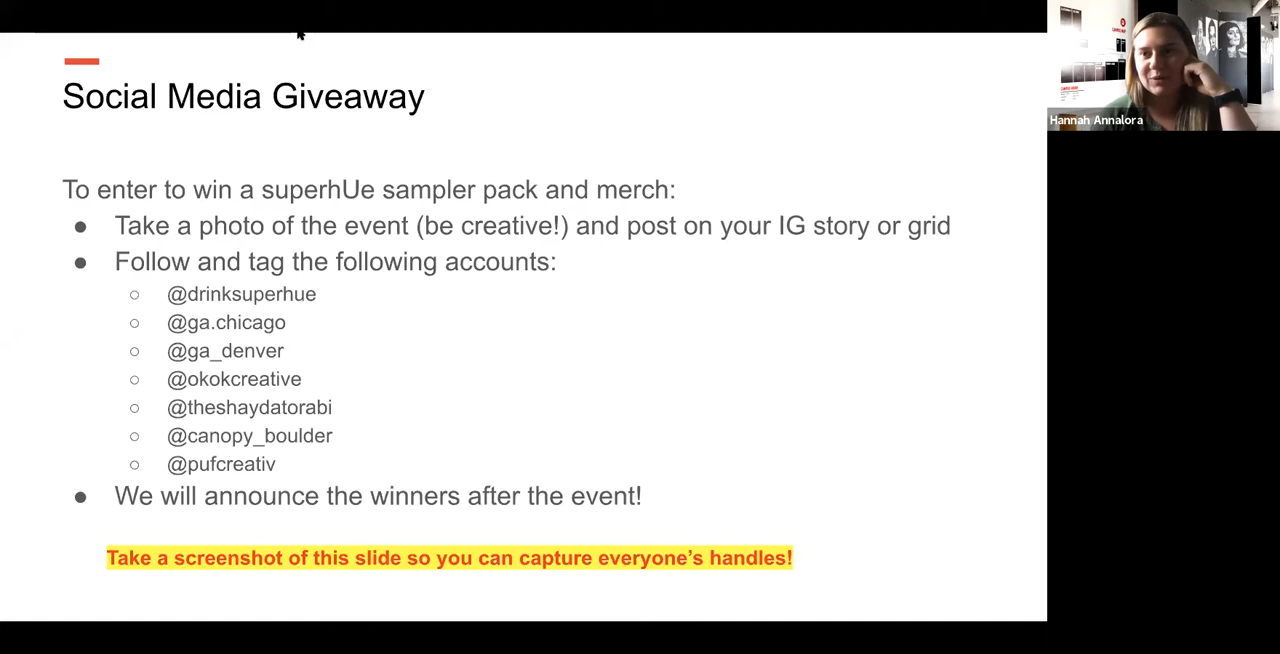 Social Media Giveaway
To enter to win a superhUe sampler pack and merch:
● Take a photo of the event (be creative!) and post on your IG story or grid
● Follow and tag the following accounts:
○ @drinksuperhue
○ @ga.chicago
○ @ga_denver
○ @okokcreative
○ @theshaydatorabi
○ @canopy_boulder
○ @pufcreativ
● We will announce the winners after the event!
Take a screenshot of this slide so you can capture everyone’s handles!
Hannah Annalora